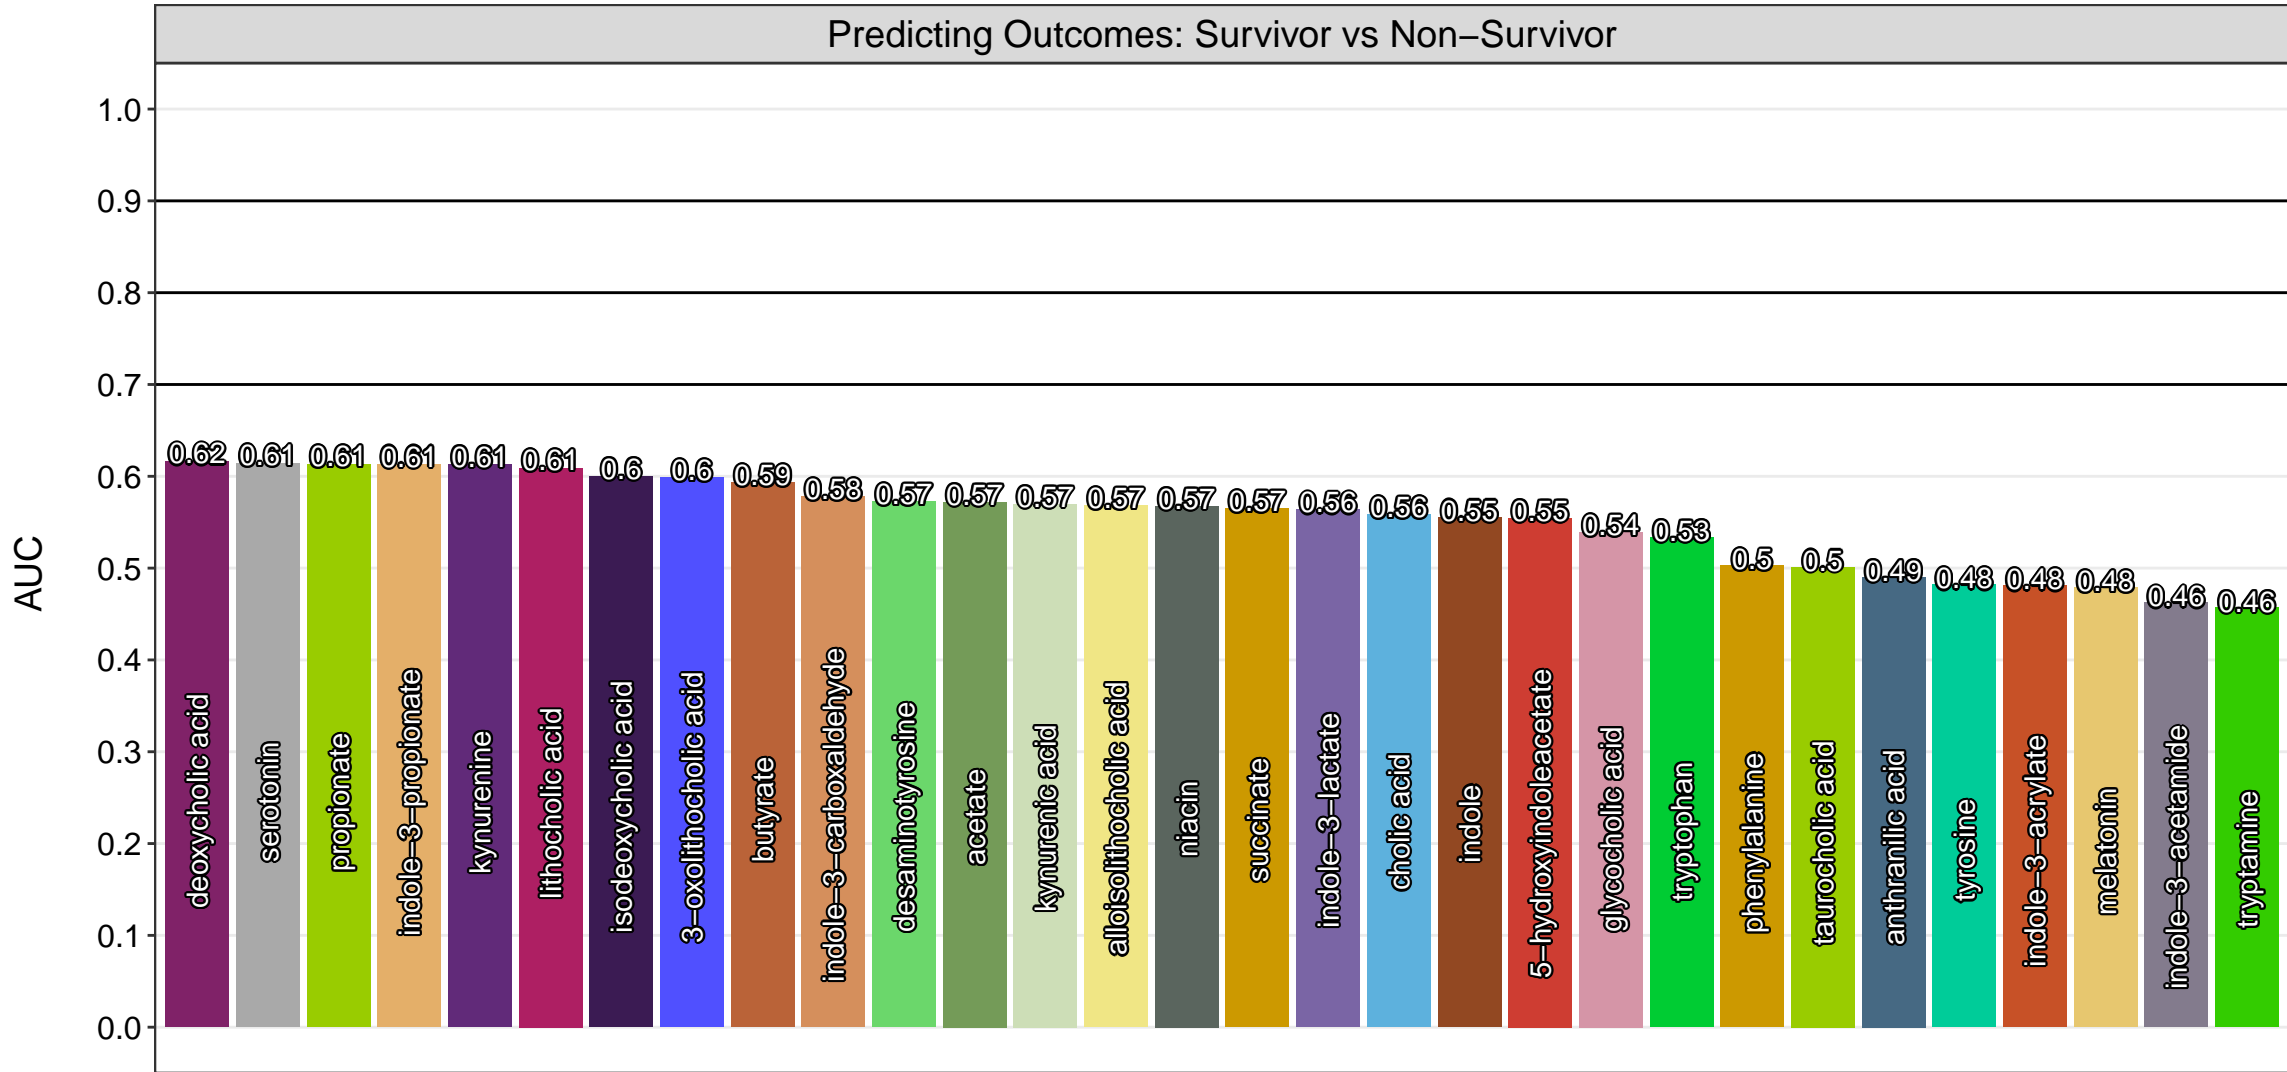 Predicting Outcomes: Survivor vs Non−Survivor
AUC
1.0
0.9
0.8
0.7
0.6
0.5
0.4
0.3
0.2
0.1
0.0
0.62
0.61
0.61
0.61
0.61
0.61
0.6
0.6
0.59
0.58
0.57
0.57
0.57
0.57
0.57
0.57
0.56
0.56
0.55
0.55
0.54
0.53
0.5
0.5
0.49
0.48
0.48
0.48
0.46
0.46
deoxycholic acid
serotonin
propionate
indole−3−propionate
kynurenine
lithocholic acid
isodeoxycholic acid
3−oxolithocholic acid
butyrate
indole−3−carboxaldehyde
desaminotyrosine
acetate
kynurenic acid
alloisolithocholic acid
niacin
succinate
indole−3−lactate
cholic acid
indole
5−hydroxyindoleacetate
glycocholic acid
tryptophan
phenylalanine
taurocholic acid
anthranilic acid
tyrosine
indole−3−acrylate
melatonin
indole−3−acetamide
tryptamine